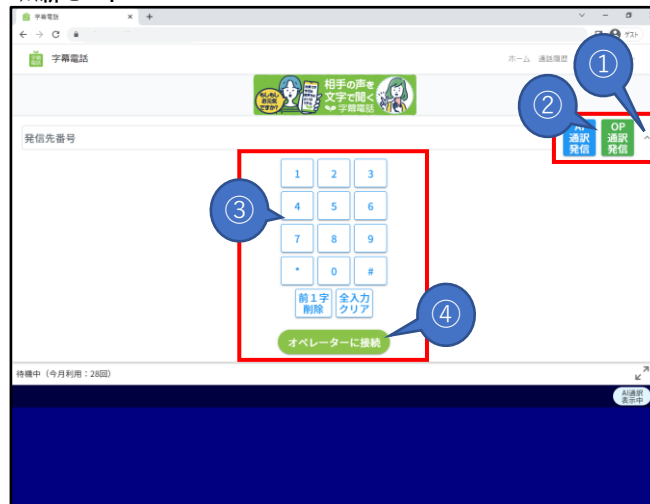 字幕電話
字幕電話
ホーム 通話履歴
ゲスト
もしもし
お元気
ですか?
相手の声を
文字で聞く
字幕電話
①
②
発信先番号
AI
通訳
発信
OP
通訳
発信
1 2 3
③
4 5 6
7 8 9
* 0 #
前1字
削除
全入力
クリア
④
オペレーターに接続
待機中（今月利用：28回）
AI通訳
表示中